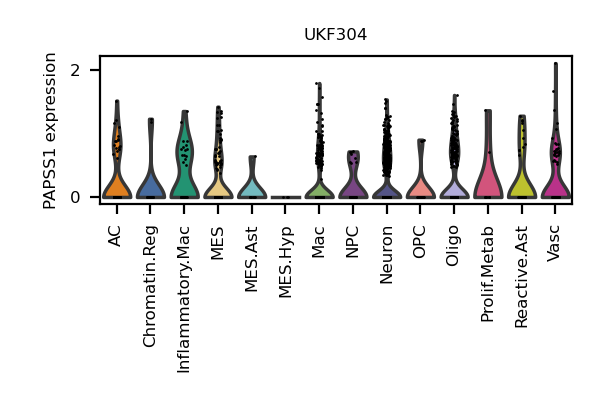 UKF304
PAPSS1 expression
2
0
AC
Chromatin.Reg
Inflammatory.Mac
MES
MES.Ast
MES.Hyp
Mac
NPC
Neuron
OPC
Oligo
Prolif.Metab
Reactive.Ast
Vasc